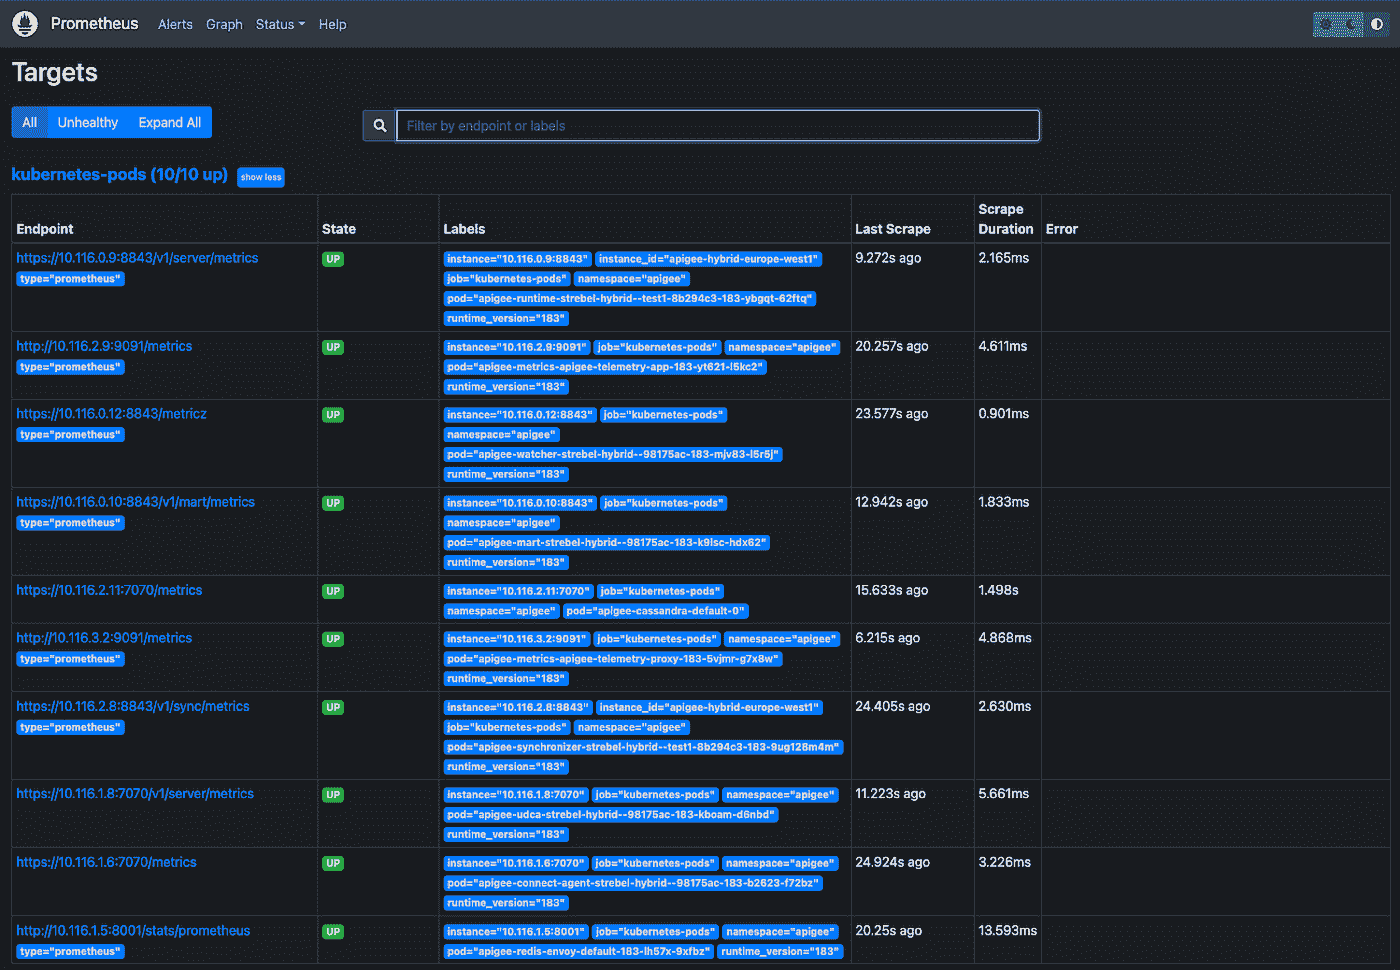 Prometheus Alerts Graph Status Help
Targets
All Unhealthy Expand All
Filter by endpoint or labels
kubernetes-pods (10/10 up) show less
Endpoint State Labels Last Scrape Scrape Duration Error
https://10.116.0.9:8843/v1/server/metrics UP instance="10.116.0.9:8843" instance_id="apigee-hybrid-europe-west1" 9.272s ago 2.165ms
type="prometheus" job="kubernetes-pods" namespace="apigee"
pod="apigee-runtime-strebel-hybrid--test1-8b294c3-183-ybgqt-62ftq"
runtime_version="183"
http://10.116.2.9:9091/metrics UP instance="10.116.2.9:9091" job="kubernetes-pods" namespace="apigee" 20.257s ago 4.611ms
type="prometheus" pod="apigee-metrics-apigee-telemetry-app-183-yt621-l5kc2"
runtime_version="183"
https://10.116.0.12:8843/metricz UP instance="10.116.0.12:8843" job="kubernetes-pods" 23.577s ago 0.901ms
type="prometheus" namespace="apigee"
pod="apigee-watcher-strebel-hybrid--98175ac-183-mjv83-l5r5j"
runtime_version="183"
https://10.116.0.10:8843/v1/mart/metrics UP instance="10.116.0.10:8843" job="kubernetes-pods" 12.942s ago 1.833ms
type="prometheus" namespace="apigee"
pod="apigee-mart-strebel-hybrid--98175ac-183-k9lsc-hdx62"
runtime_version="183"
https://10.116.2.11:7070/metrics UP instance="10.116.2.11:7070" job="kubernetes-pods" 15.633s ago 1.498s
namespace="apigee" pod="apigee-cassandra-default-0"
http://10.116.3.2:9091/metrics UP instance="10.116.3.2:9091" job="kubernetes-pods" namespace="apigee" 6.215s ago 4.868ms
type="prometheus" pod="apigee-metrics-apigee-telemetry-proxy-183-5vjmr-g7x8w"
runtime_version="183"
https://10.116.2.8:8843/v1/sync/metrics UP instance="10.116.2.8:8843" instance_id="apigee-hybrid-europe-west1" 24.405s ago 2.630ms
type="prometheus" job="kubernetes-pods" namespace="apigee"
pod="apigee-synchronizer-strebel-hybrid--test1-8b294c3-183-9ug128m4m"
runtime_version="183"
https://10.116.1.8:7070/v1/server/metrics UP instance="10.116.1.8:7070" job="kubernetes-pods" namespace="apigee" 11.223s ago 5.661ms
pod="apigee-udca-strebel-hybrid--98175ac-183-kboam-d6nbd"
runtime_version="183"
https://10.116.1.6:7070/metrics UP instance="10.116.1.6:7070" job="kubernetes-pods" namespace="apigee" 24.924s ago 3.226ms
pod="apigee-connect-agent-strebel-hybrid--98175ac-183-b2623-f72bz"
runtime_version="183"
http://10.116.1.5:8001/stats/prometheus UP instance="10.116.1.5:8001" job="kubernetes-pods" namespace="apigee" 20.25s ago 13.593ms
type="prometheus" pod="apigee-redis-envoy-default-183-lh57x-9xfbz" runtime_version="183"